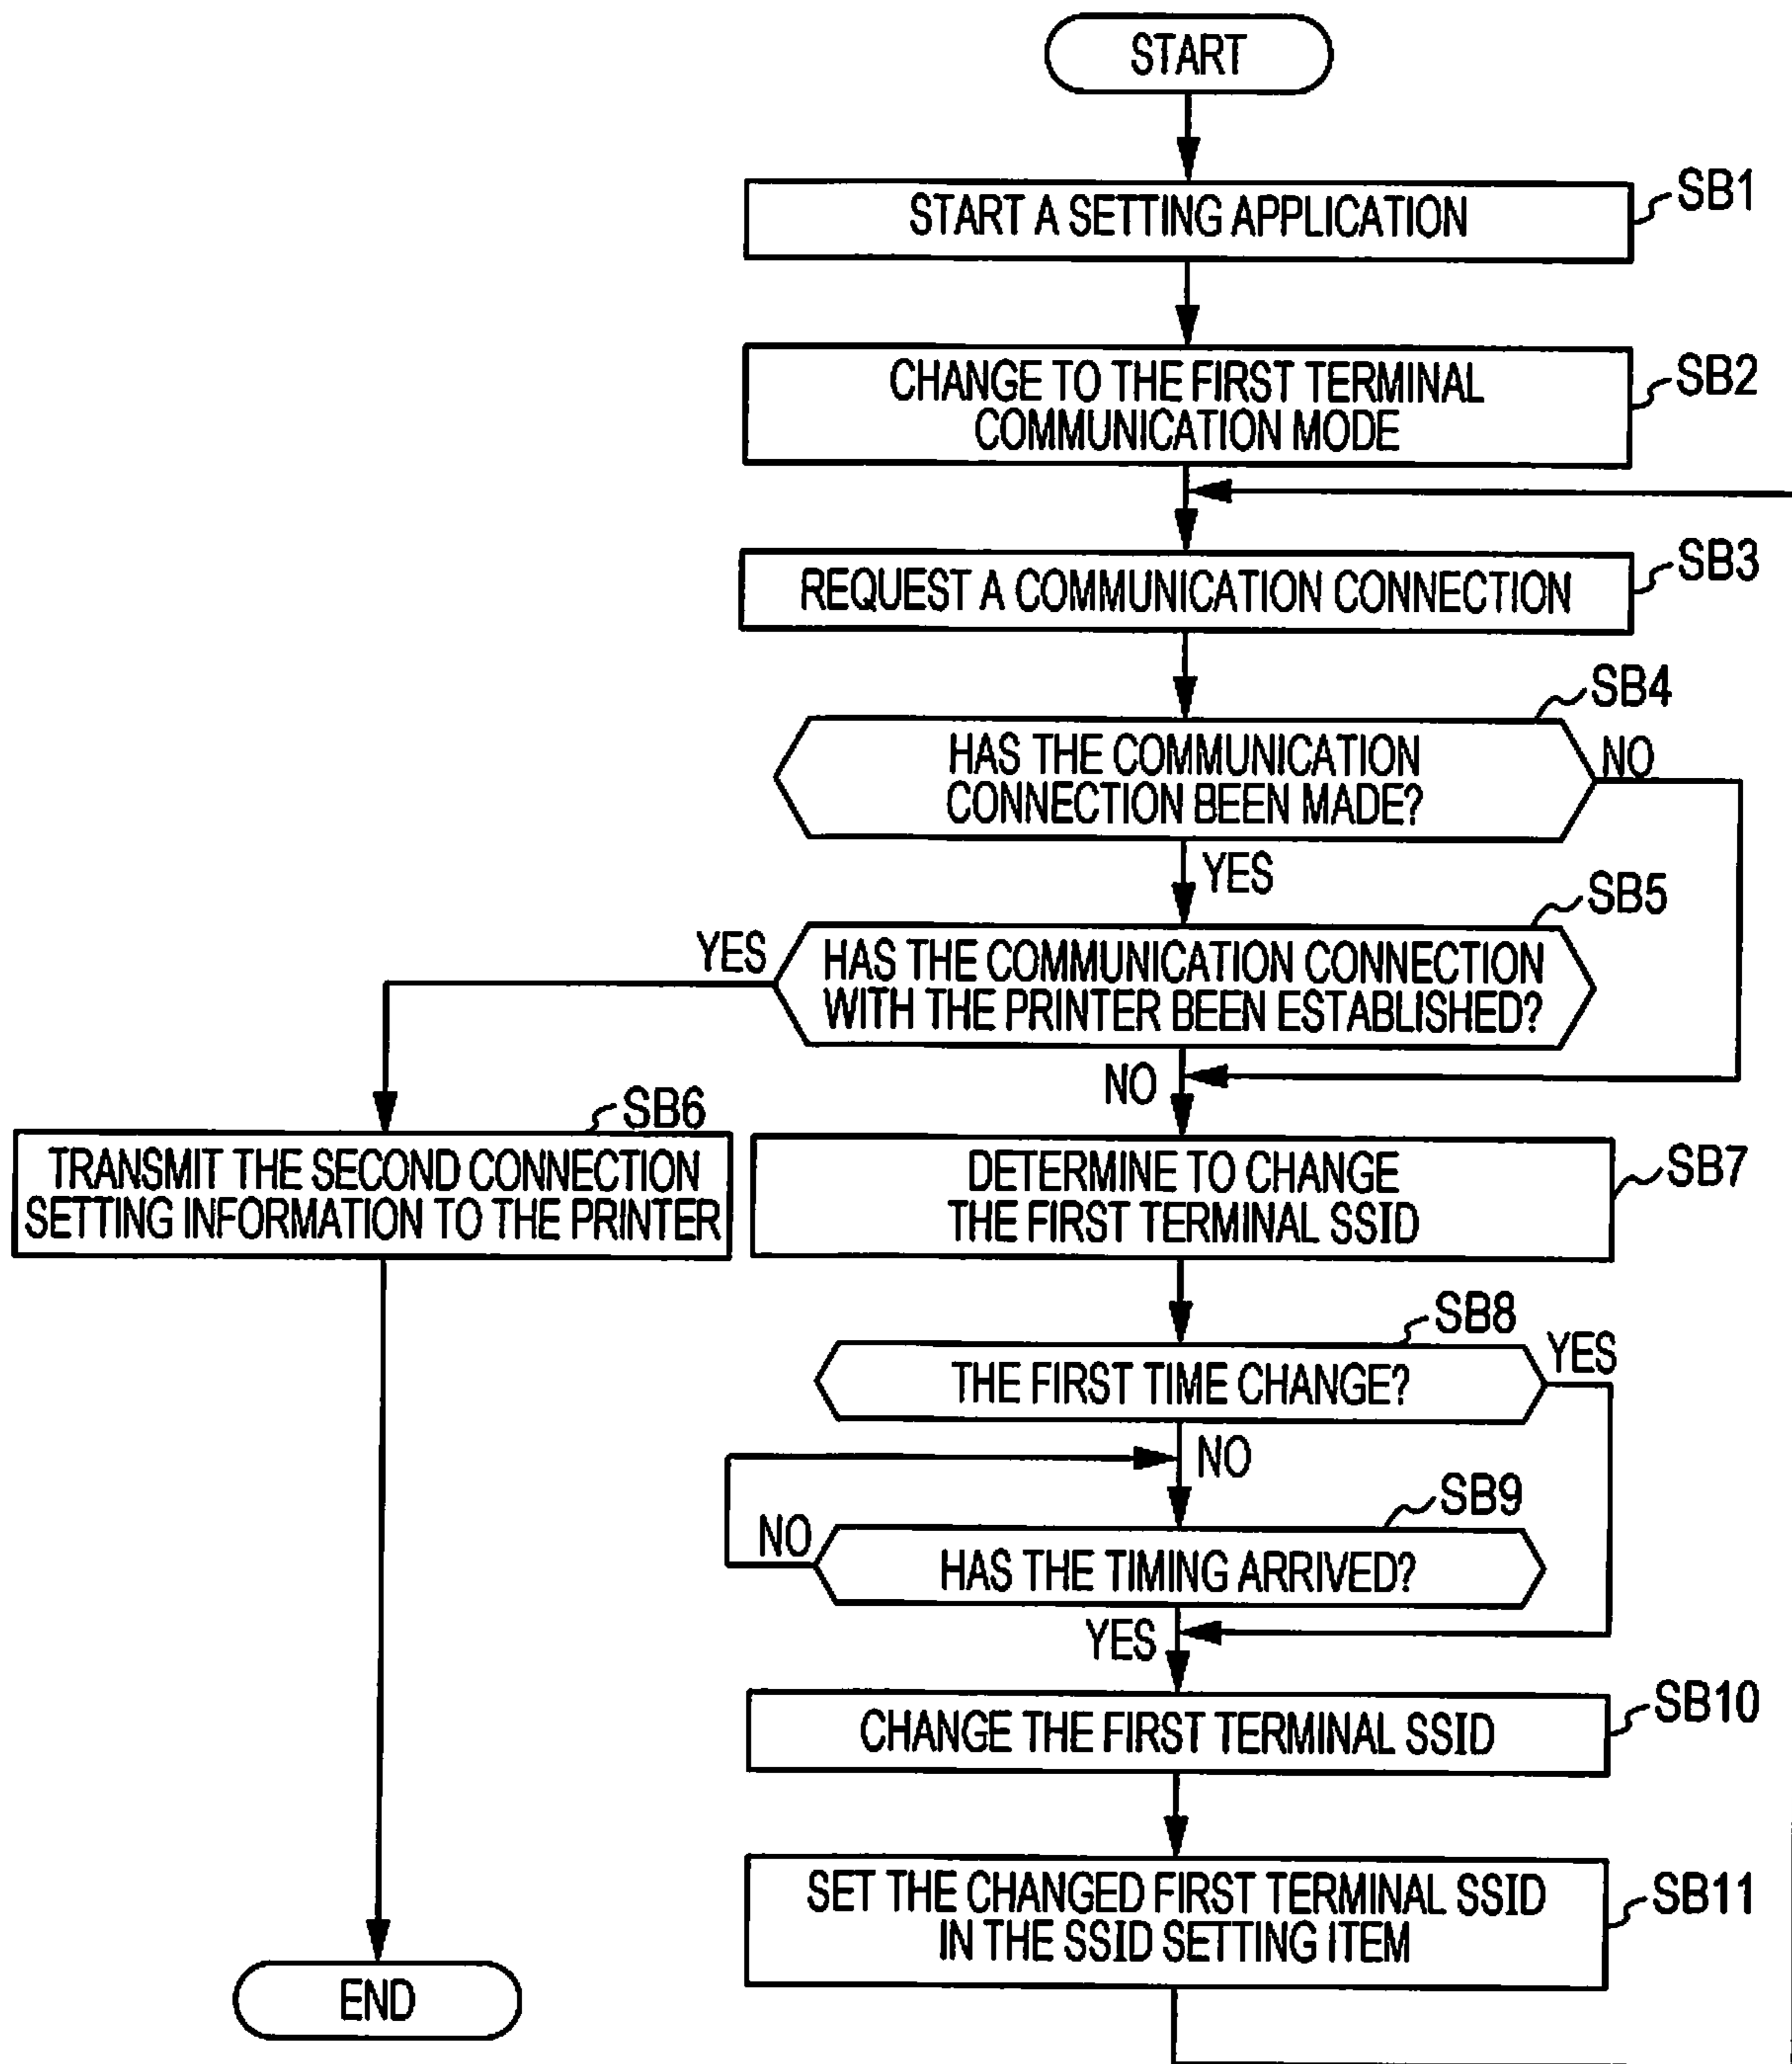 START
START A SETTING APPLICATION
SB1
CHANGE TO THE FIRST TERMINAL
COMMUNICATION MODE
SB2
REQUEST A COMMUNICATION CONNECTION
SB3
SB4
HAS THE COMMUNICATION
CONNECTION BEEN MADE?
NO
YES
SB5
YES
HAS THE COMMUNICATION CONNECTION
WITH THE PRINTER BEEN ESTABLISHED?
NO
SB6
TRANSMIT THE SECOND CONNECTION
SETTING INFORMATION TO THE PRINTER
DETERMINE TO CHANGE
THE FIRST TERMINAL SSID
SB7
SB8
THE FIRST TIME CHANGE?
YES
NO
SB9
NO
HAS THE TIMING ARRIVED?
YES
CHANGE THE FIRST TERMINAL SSID
SB10
SET THE CHANGED FIRST TERMINAL SSID
IN THE SSID SETTING ITEM
SB11
END